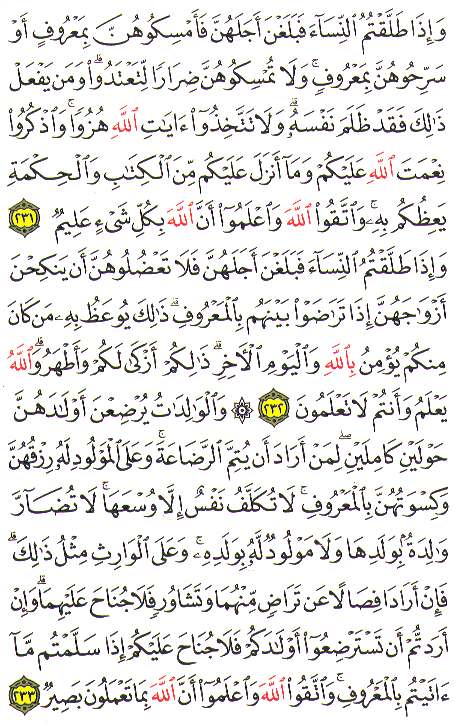 وَإِذَا طَلَّقْتُمُ ٱلنِّسَآءَ فَبَلَغْنَ أَجَلَهُنَّ فَأَمْسِكُوهُنَّ بِمَعْرُوفٍ أَوْ
سَرِّحُوهُنَّ بِمَعْرُوفٍ ۚ وَلَا تُمْسِكُوهُنَّ ضِرَارًا لِّتَعْتَدُوا۟ ۚ وَمَن يَفْعَلْ
ذَٰلِكَ فَقَدْ ظَلَمَ نَفْسَهُۥ ۚ وَلَا تَتَّخِذُوٓا۟ ءَايَٰتِ ٱللَّهِ هُزُوًا ۚ وَٱذْكُرُوا۟
نِعْمَتَ ٱللَّهِ عَلَيْكُمْ وَمَآ أَنزَلَ عَلَيْكُم مِّنَ ٱلْكِتَٰبِ وَٱلْحِكْمَةِ
يَعِظُكُم بِهِۦ ۚ وَٱتَّقُوا۟ ٱللَّهَ وَٱعْلَمُوٓا۟ أَنَّ ٱللَّهَ بِكُلِّ شَىْءٍ عَلِيمٌ ٢٣١
وَإِذَا طَلَّقْتُمُ ٱلنِّسَآءَ فَبَلَغْنَ أَجَلَهُنَّ فَلَا تَعْضُلُوهُنَّ أَن يَنكِحْنَ
أَزْوَٰجَهُنَّ إِذَا تَرَٰضَوْا۟ بَيْنَهُم بِٱلْمَعْرُوفِ ۗ ذَٰلِكَ يُوعَظُ بِهِۦ مَن كَانَ
مِنكُمْ يُؤْمِنُ بِٱللَّهِ وَٱلْيَوْمِ ٱلْءَاخِرِ ۗ ذَٰلِكُمْ أَزْكَىٰ لَكُمْ وَأَطْهَرُ ۗ وَٱللَّهُ
يَعْلَمُ وَأَنتُمْ لَا تَعْلَمُونَ ٢٣٢ ۞ وَٱلْوَٰلِدَٰتُ يُرْضِعْنَ أَوْلَٰدَهُنَّ
حَوْلَيْنِ كَامِلَيْنِ ۖ لِمَنْ أَرَادَ أَن يُتِمَّ ٱلرَّضَاعَةَ ۚ وَعَلَى ٱلْمَوْلُودِ لَهُۥ رِزْقُهُنَّ
وَكِسْوَتُهُنَّ بِٱلْمَعْرُوفِ ۚ لَا تُكَلَّفُ نَفْسٌ إِلَّا وُسْعَهَا ۚ لَا تُضَآرَّ
وَٰلِدَةٌۢ بِوَلَدِهَا وَلَا مَوْلُودٌ لَّهُۥ بِوَلَدِهِۦ ۚ وَعَلَى ٱلْوَارِثِ مِثْلُ ذَٰلِكَ ۗ
فَإِنْ أَرَادَا فِصَالًا عَن تَرَاضٍ مِّنْهُمَا وَتَشَاوُرٍ فَلَا جُنَاحَ عَلَيْهِمَا ۗ وَإِنْ
أَرَدتُّمْ أَن تَسْتَرْضِعُوٓا۟ أَوْلَٰدَكُمْ فَلَا جُنَاحَ عَلَيْكُمْ إِذَا سَلَّمْتُم مَّآ
ءَاتَيْتُم بِٱلْمَعْرُوفِ ۗ وَٱتَّقُوا۟ ٱللَّهَ وَٱعْلَمُوٓا۟ أَنَّ ٱللَّهَ بِمَا تَعْمَلُونَ بَصِيرٌ ٢٣٣